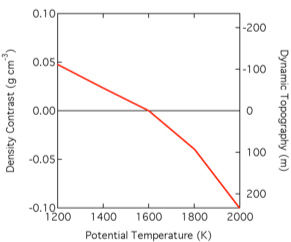 0.10
0.05
0.00
-0.05
-0.10
Density Contrast (g cm-3)
-200
-100
0
100
200
Dynamic Topography (m)
1200 1400 1600 1800 2000
Potential Temperature (K)